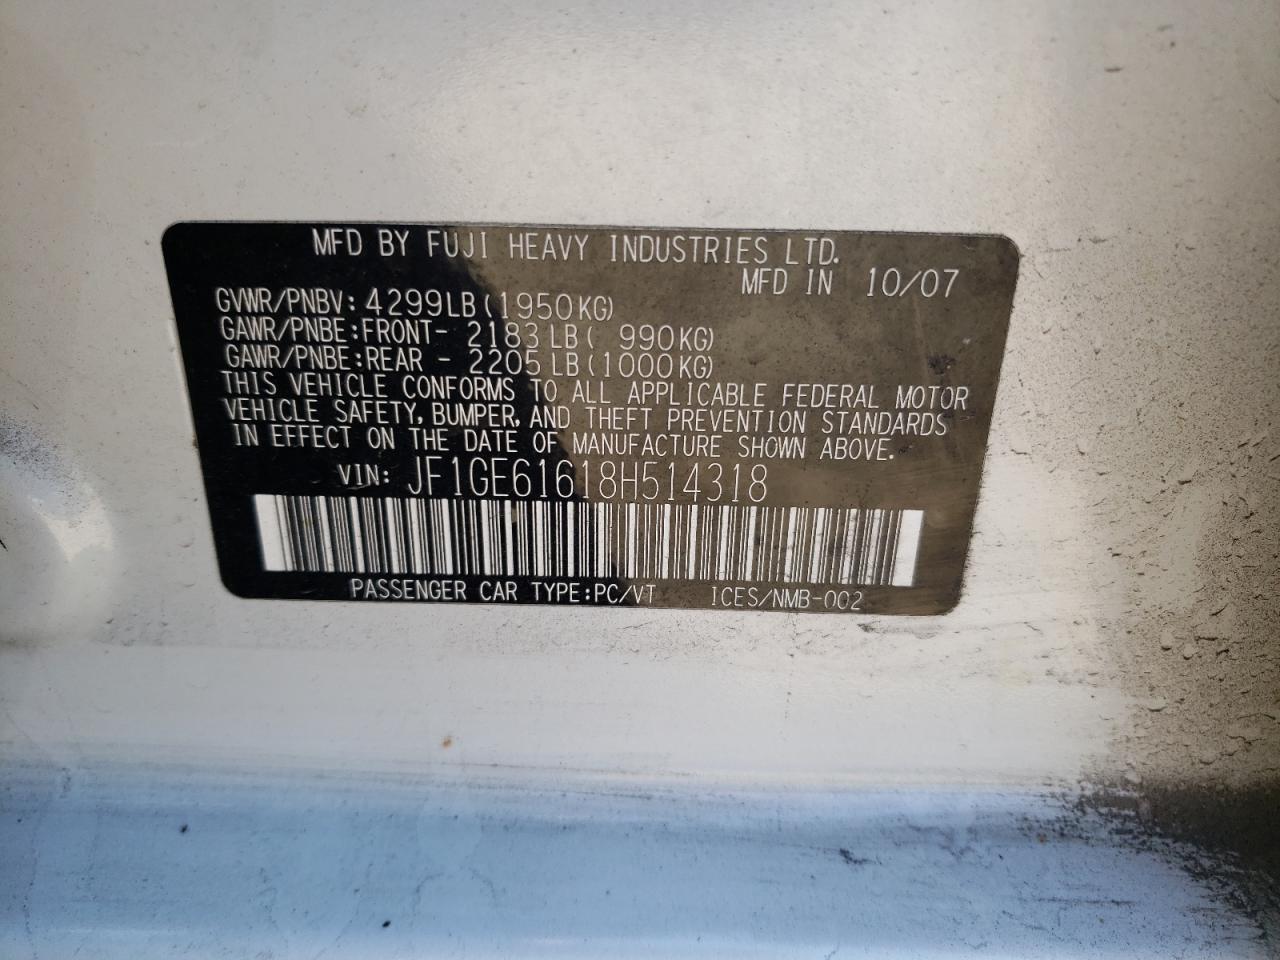 MFD BY FUJI HEAVY INDUSTRIES LTD.
MFD IN 10/07
GVWR/PNBV: 4299LB(1950KG)
GAWR/PNBE:FRONT- 2183LB( 990KG)
GAWR/PNBE:REAR - 2205LB(1000KG)
THIS VEHICLE CONFORMS TO ALL APPLICABLE FEDERAL MOTOR
VEHICLE SAFETY, BUMPER, AND THEFT PREVENTION STANDARDS
IN EFFECT ON THE DATE OF MANUFACTURE SHOWN ABOVE.
VIN: JF1GE61618H514318
PASSENGER CAR TYPE:PC/VT ICES/NMB-002